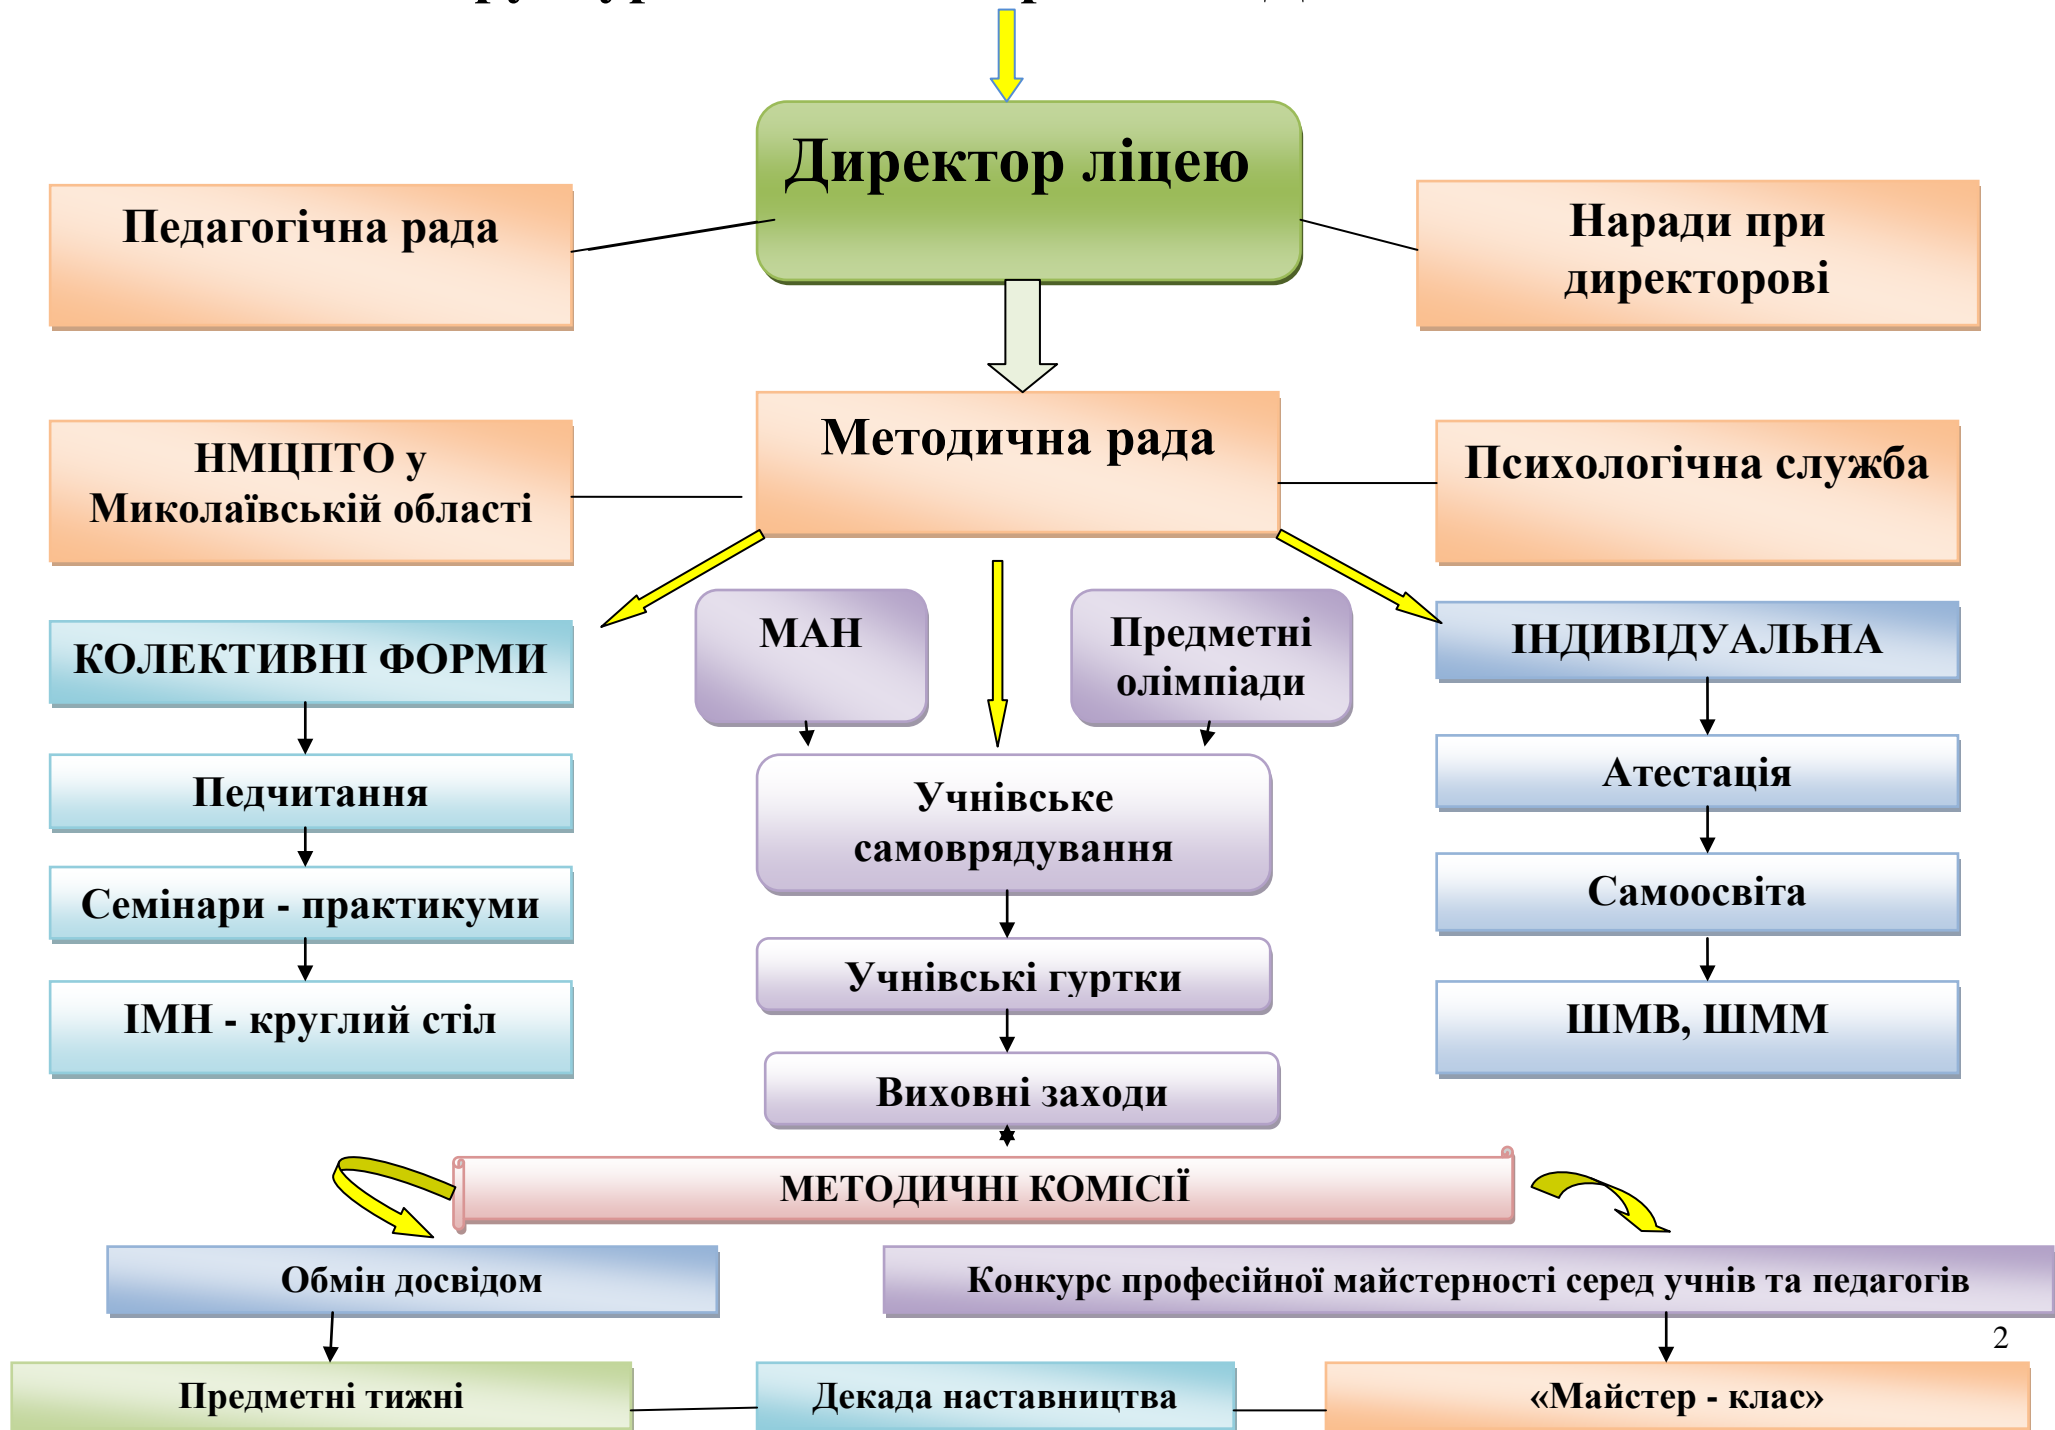 Директор ліцею
Педагогічна рада
Наради при
директорові
НМЦПТО у
Миколаївській області
Методична рада
Психологічна служба
КОЛЕКТИВНІ ФОРМИ
МАН
Предметні
олімпіади
ІНДИВІДУАЛЬНА
Педчитання
Учнівське
самоврядування
Атестація
Семінари - практикуми
Учнівські гуртки
Самоосвіта
ІМН - круглий стіл
Виховні заходи
ШМВ, ШММ
МЕТОДИЧНІ КОМІСІЇ
Обмін досвідом
Конкурс професійної майстерності серед учнів та педагогів
2
Предметні тижні
Декада наставництва
«Майстер - клас»